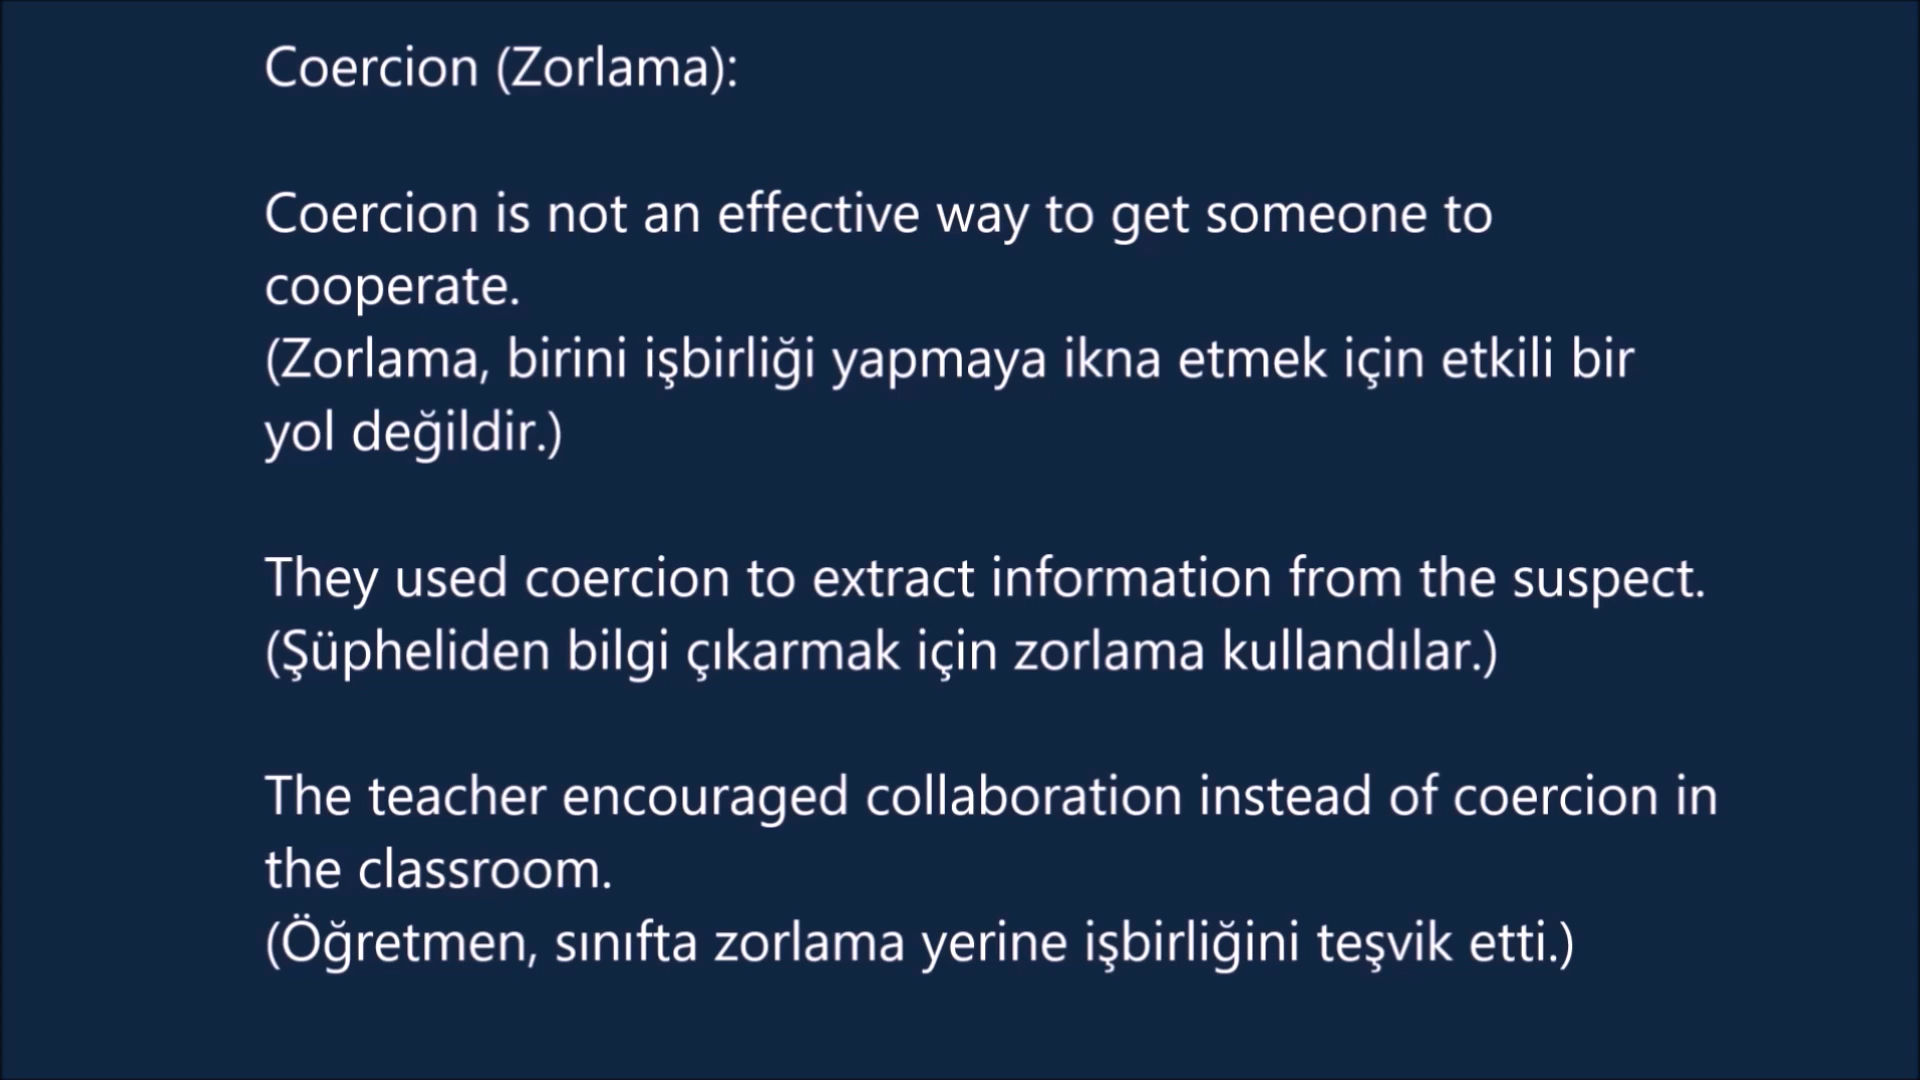 Coercion (Zorlama):
Coercion is not an effective way to get someone to
cooperate.
(Zorlama, birini işbirliği yapmaya ikna etmek için etkili bir
yol değildir.)
They used coercion to extract information from the suspect.
(Şüpheliden bilgi çıkarmak için zorlama kullandılar.)
The teacher encouraged collaboration instead of coercion in
the classroom.
(Öğretmen, sınıfta zorlama yerine işbirliğini teşvik etti.)